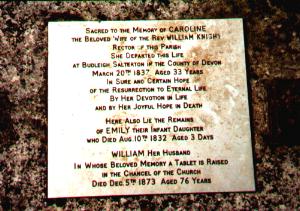 Sacred to the Memory of CAROLINE
the Beloved Wife of the Rev. WILLIAM KNIGHT
Rector of this Parish
She Departed this Life
at Budleigh Salterton in the County of Devon
March 20th 1837 Aged 33 Years
In Sure and Certain Hope
of the Resurrection to Eternal Life
By Her Devotion in Life
and by Her Joyful Hope in Death
Here Also Lie the Remains
of EMILY their Infant Daughter
who Died Aug. 10th 1832 Aged 3 Days
WILLIAM Her Husband
In Whose Beloved Memory a Tablet is Raised
in the Chancel of the Church
Died Dec. 5th 1873 Aged 76 Years